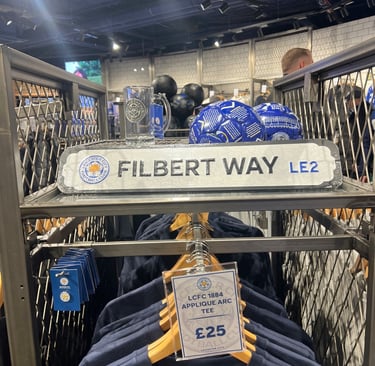 FILBERT WAY LE2
LCFC 1884
APPLIQUE ARC
TEE
£25